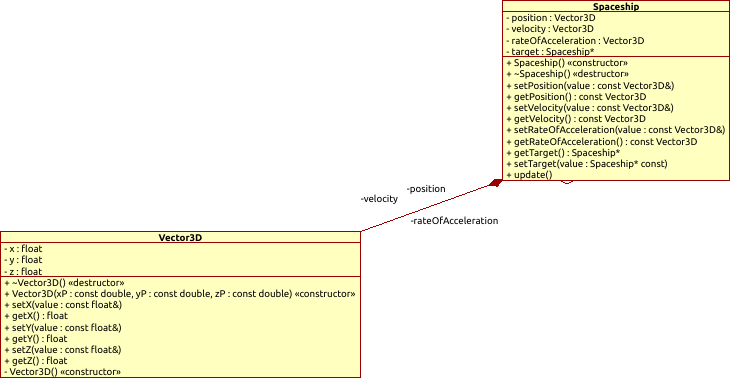 Spaceship
- position : Vector3D
- velocity : Vector3D
- rateOfAcceleration : Vector3D
- target : Spaceship*
+ Spaceship() «constructor»
+ ~Spaceship() «destructor»
+ setPosition(value : const Vector3D&)
+ getPosition() : const Vector3D
+ setVelocity(value : const Vector3D&)
+ getVelocity() : const Vector3D
+ setRateOfAcceleration(value : const Vector3D&)
+ getRateOfAcceleration() : const Vector3D
+ getTarget() : Spaceship*
+ setTarget(value : Spaceship* const)
+ update()
-position
-velocity
-rateOfAcceleration
Vector3D
- x : float
- y : float
- z : float
+ ~Vector3D() «destructor»
+ Vector3D(xP : const double, yP : const double, zP : const double) «constructor»
+ setX(value : const float&)
+ getX() : float
+ setY(value : const float&)
+ getY() : float
+ setZ(value : const float&)
+ getZ() : float
- Vector3D() «constructor»